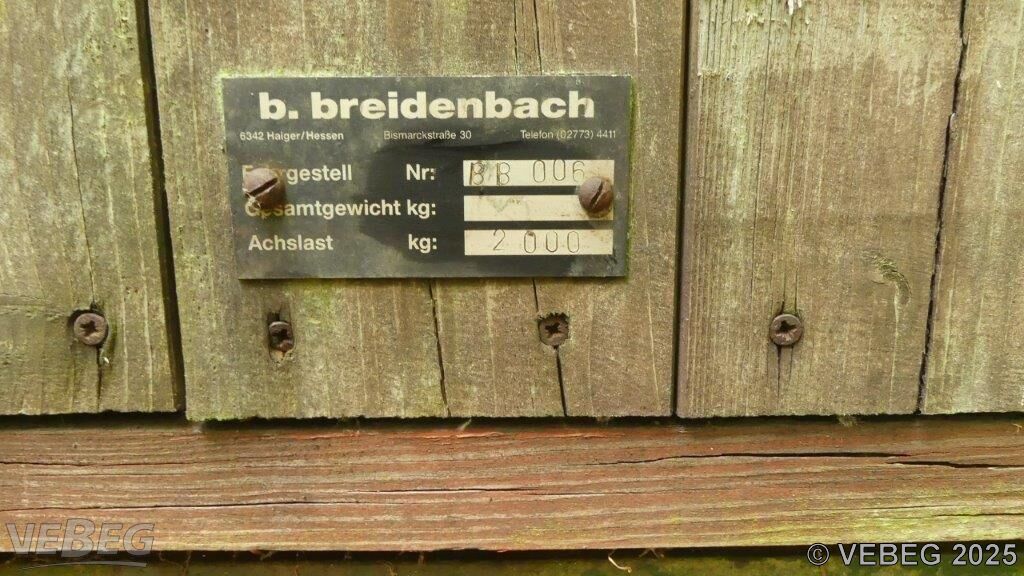 b. breidenbach
6342 Haiger/Hessen Bismarckstraße 30 Telefon (02773) 4411
Fahrgestell Nr: BB 006
Gesamtgewicht kg:
Achslast kg: 2 000
VEBEG
© VEBEG 2025